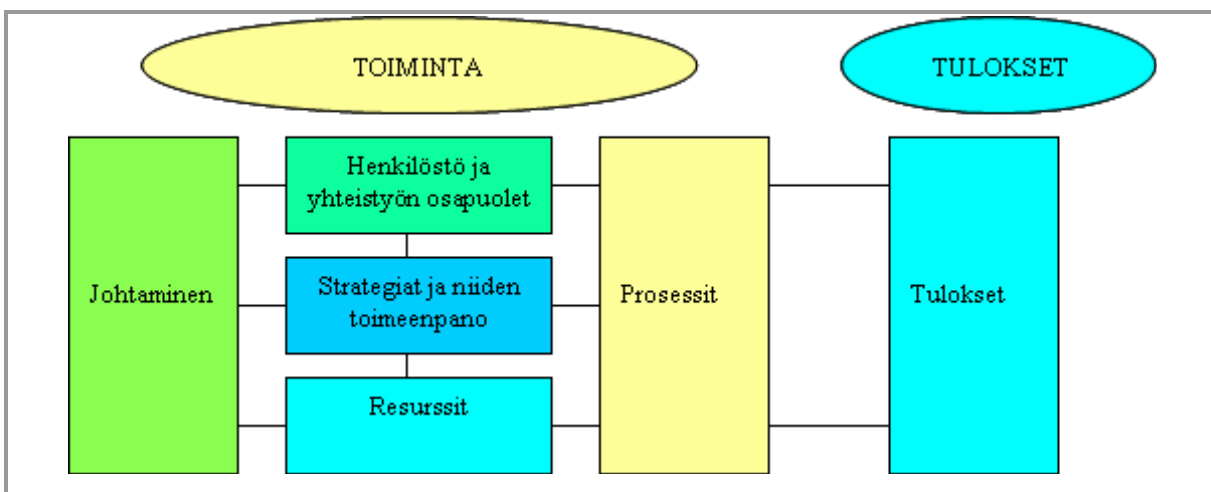 TOIMINTA
TULOKSET
Johtaminen
Henkilöstö ja
yhteistyön osapuolet
Strategiat ja niiden
toimeenpano
Resurssit
Prosessit
Tulokset